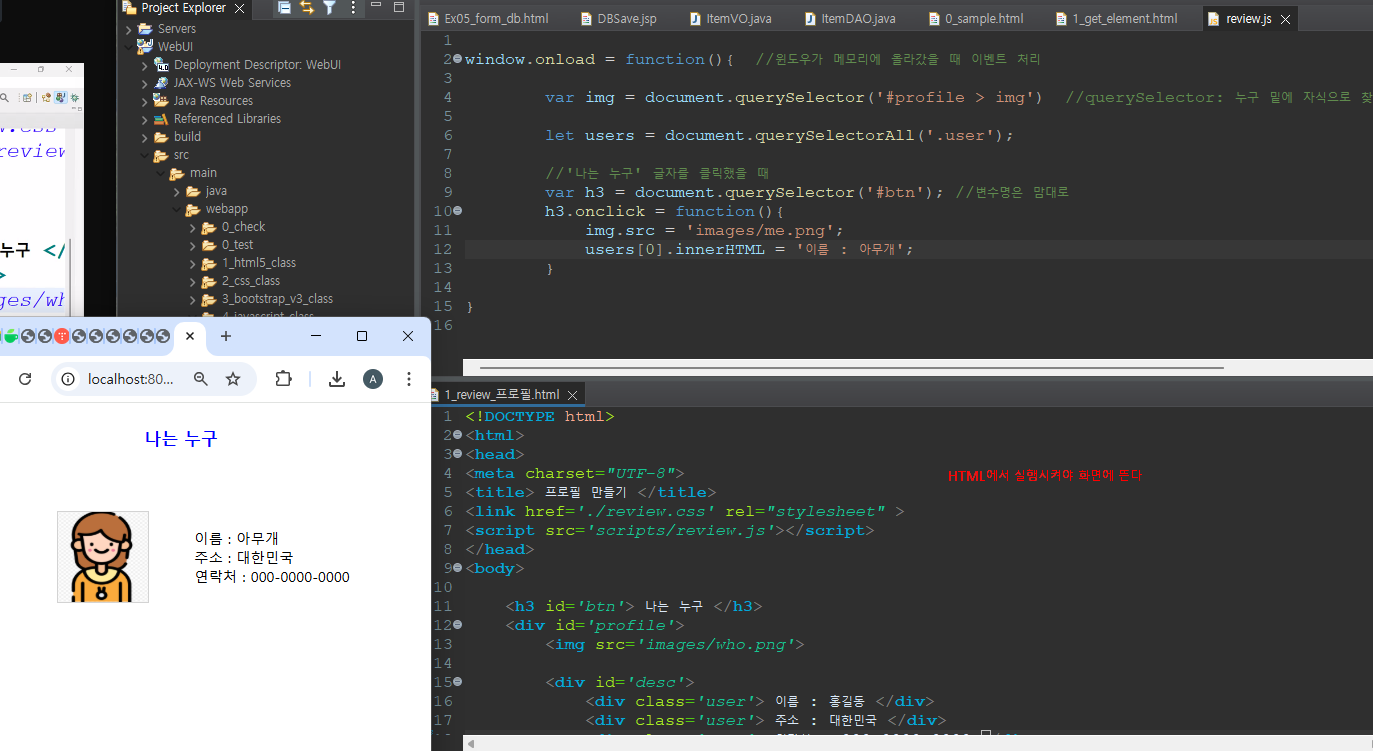 Project Explorer
Servers
WebUI
Deployment Descriptor: WebUI
JAX-WS Web Services
Java Resources
Referenced Libraries
build
src
main
java
webapp
0_check
0_test
1_html5_class
2_css_class
3_bootstrap_v3_class
4_javascript_class
review
누구 </
>
ges/wh
Ex05_form_db.html
DBSave.jsp
ItemVO.java
ItemDAO.java
0_sample.html
1_get_element.html
review.js
1
2 window.onload = function(){ //윈도우가 메모리에 올라갔을 때 이벤트 처리
3
4 var img = document.querySelector('#profile > img') //querySelector: 누구 밑에 자식으로 찾
5
6 let users = document.querySelectorAll('.user');
7
8 //'나는 누구' 글자를 클릭했을 때
9 var h3 = document.querySelector('#btn'); //변수명은 맘대로
10 h3.onclick = function(){
11 img.src = 'images/me.png';
12 users[0].innerHTML = '이름 : 아무개';
13 }
14
15 }
16
localhost:80...
A
나는 누구
이름 : 아무개
주소 : 대한민국
연락처 : 000-0000-0000
1_review_프로필.html
1 <!DOCTYPE html>
2 <html>
3 <head>
4 <meta charset="UTF-8">
HTML에서 실행시켜야 화면에 뜬다
5 <title> 프로필 만들기 </title>
6 <link href='./review.css' rel="stylesheet" >
7 <script src='scripts/review.js'></script>
8 </head>
9 <body>
10
11 <h3 id='btn'> 나는 누구 </h3>
12 <div id='profile'>
13 <img src='images/who.png'>
14
15 <div id='desc'>
16 <div class='user'> 이름 : 홍길동 </div>
17 <div class='user'> 주소 : 대한민국 </div>